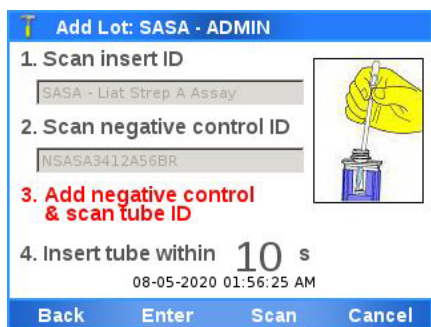 Add Lot: SASA - ADMIN
1. Scan insert ID
SASA - Liat Strep A Assay
2. Scan negative control ID
NSASA3412A56BR
3. Add negative control
& scan tube ID
4. Insert tube within 10 s
08-05-2020 01:56:25 AM
Back Enter Scan Cancel